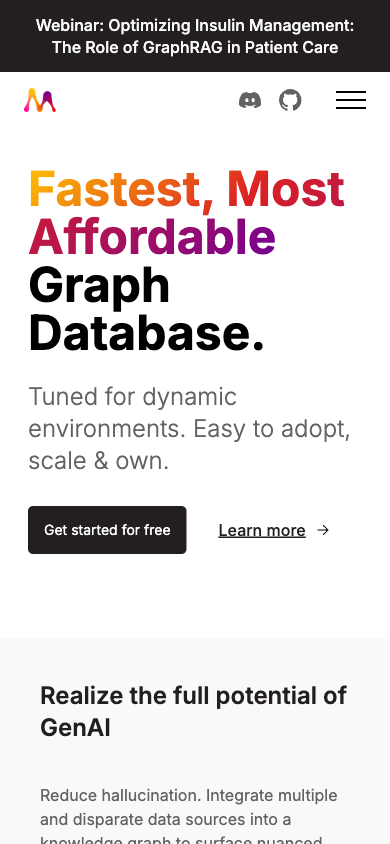 Webinar: Optimizing Insulin Management:
The Role of GraphRAG in Patient Care
Fastest, Most
Affordable
Graph
Database.
Tuned for dynamic
environments. Easy to adopt,
scale & own.
Get started for free
Learn more →
Realize the full potential of
GenAI
Reduce hallucination. Integrate multiple
and disparate data sources into a
knowledge graph to surface nuanced